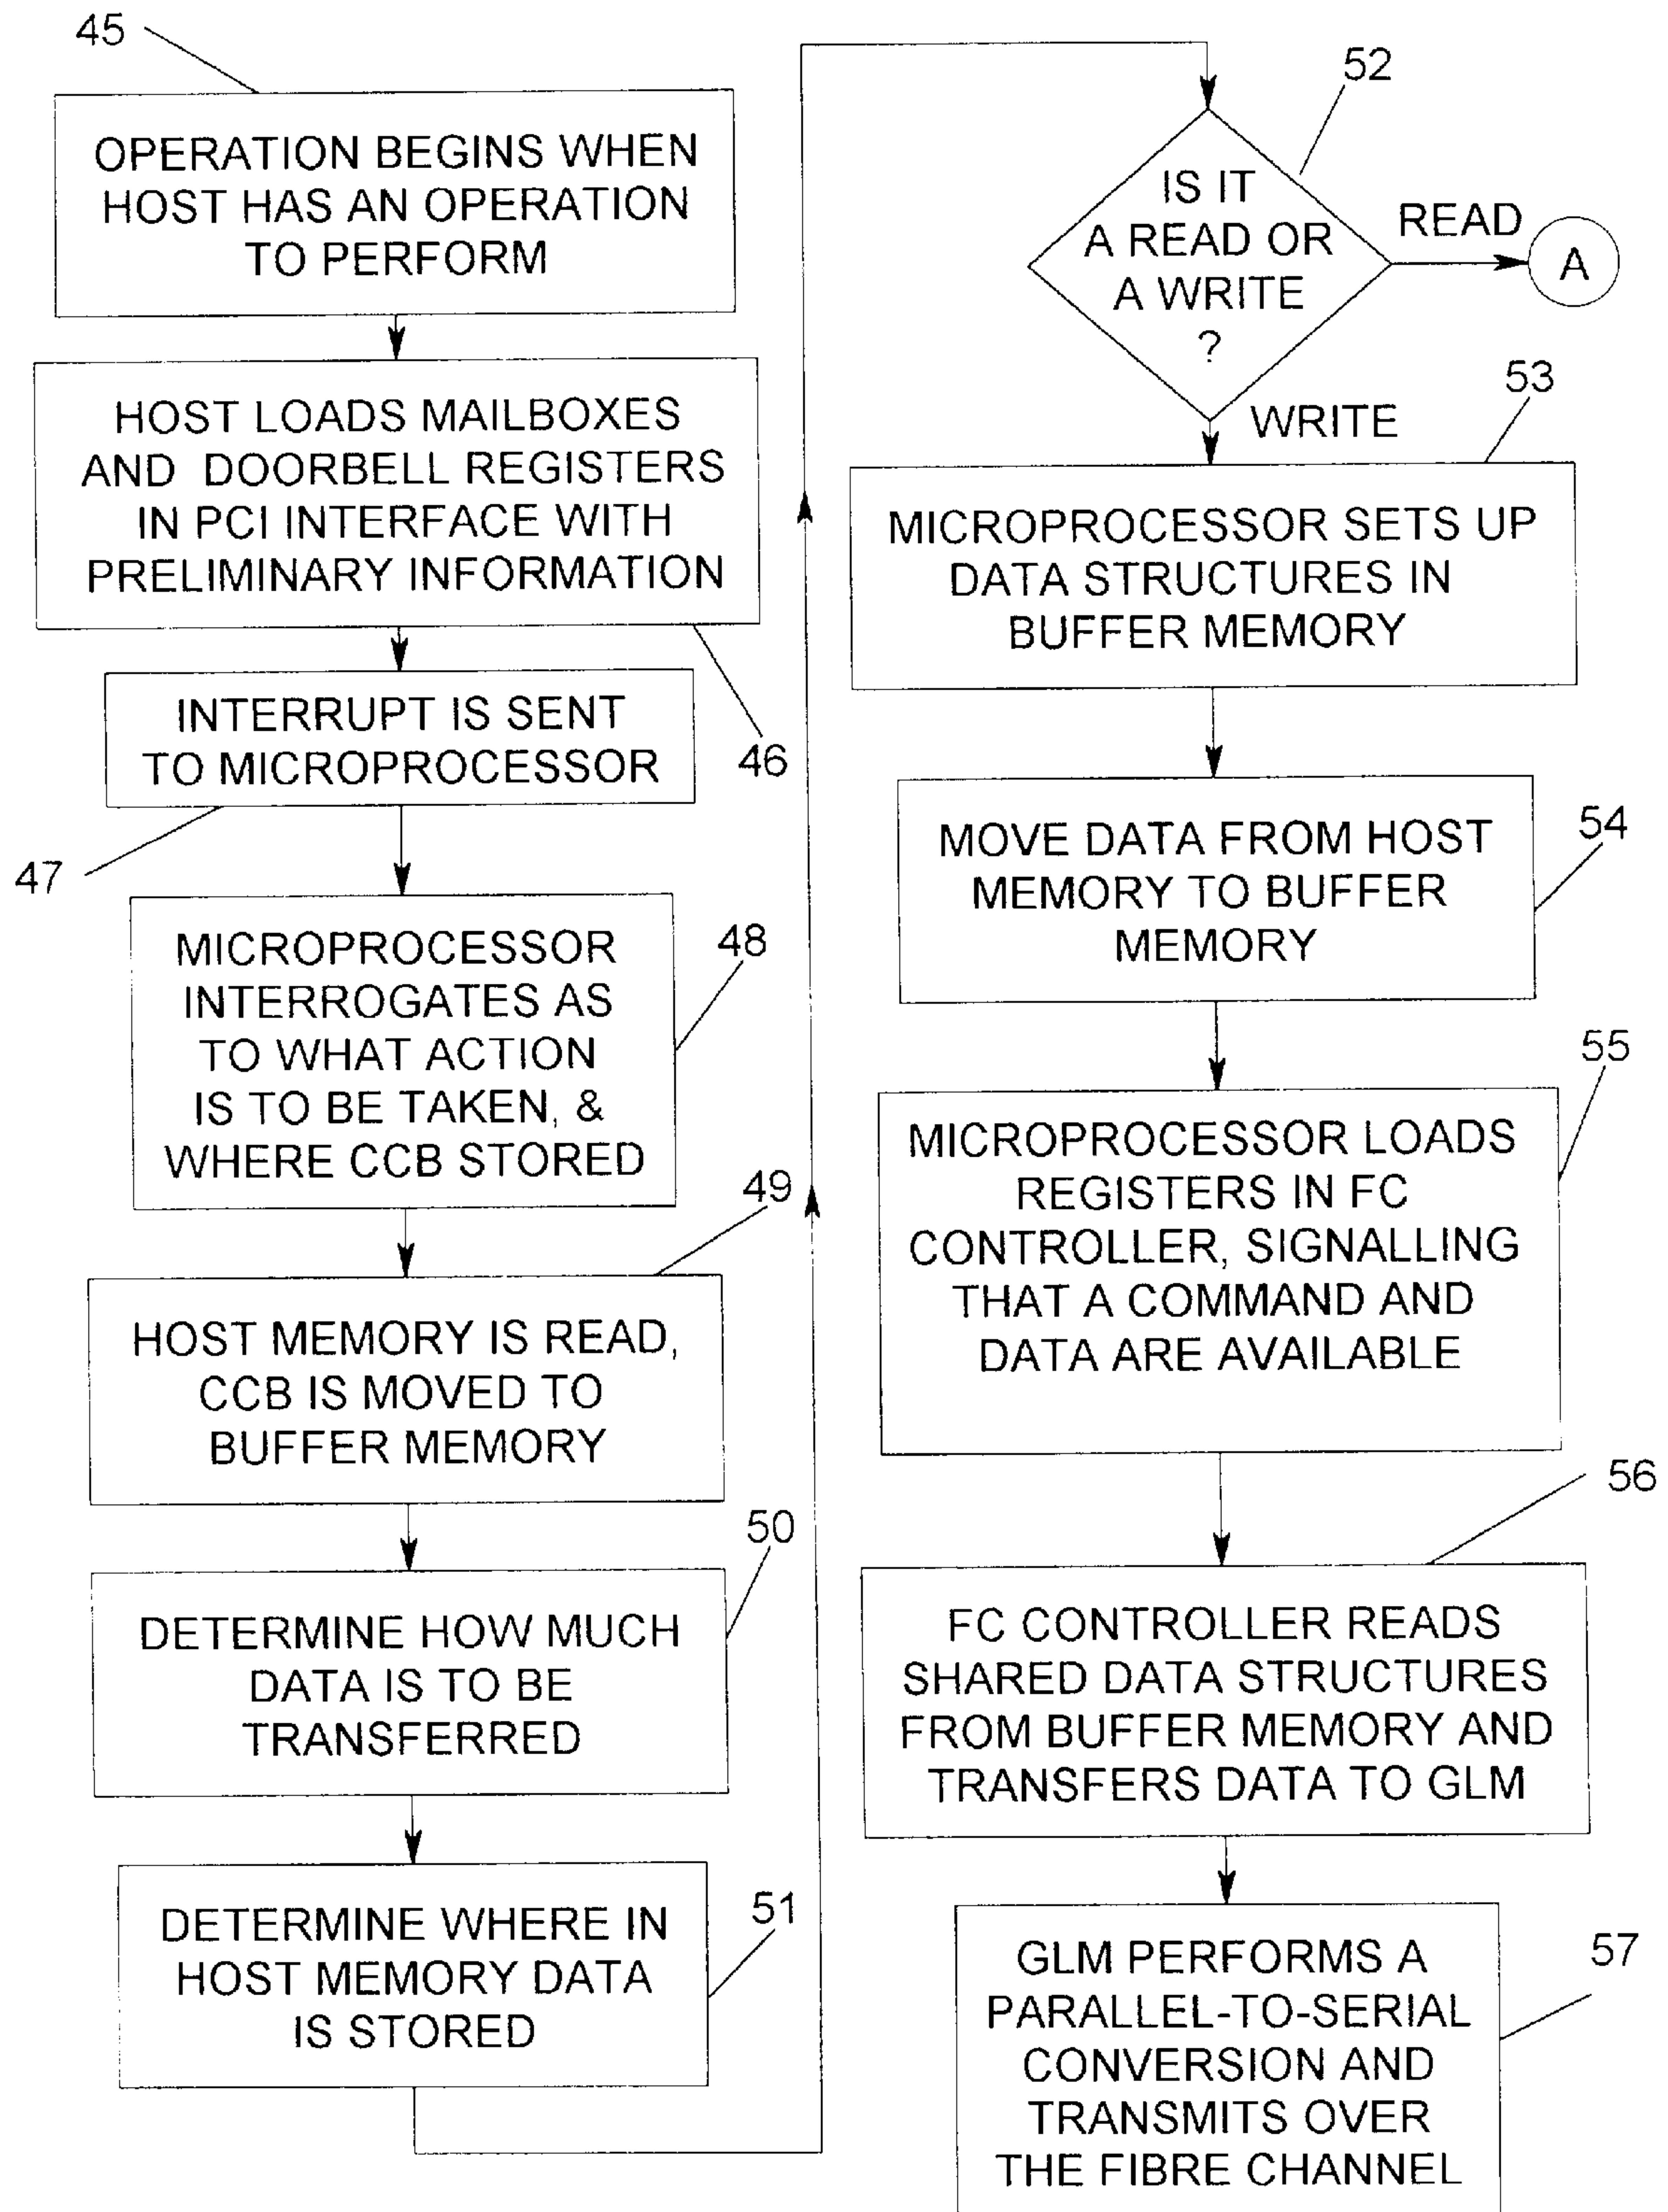 45
OPERATION BEGINS WHEN
HOST HAS AN OPERATION
TO PERFORM
HOST LOADS MAILBOXES
AND DOORBELL REGISTERS
IN PCI INTERFACE WITH
PRELIMINARY INFORMATION
46
INTERRUPT IS SENT
TO MICROPROCESSOR
47
MICROPROCESSOR
INTERROGATES AS
TO WHAT ACTION
IS TO BE TAKEN, &
WHERE CCB STORED
48
49
HOST MEMORY IS READ,
CCB IS MOVED TO
BUFFER MEMORY
50
DETERMINE HOW MUCH
DATA IS TO BE
TRANSFERRED
51
DETERMINE WHERE IN
HOST MEMORY DATA
IS STORED
52
IS IT
A READ OR
A WRITE
?
READ
A
WRITE
53
MICROPROCESSOR SETS UP
DATA STRUCTURES IN
BUFFER MEMORY
54
MOVE DATA FROM HOST
MEMORY TO BUFFER
MEMORY
55
MICROPROCESSOR LOADS
REGISTERS IN FC
CONTROLLER, SIGNALLING
THAT A COMMAND AND
DATA ARE AVAILABLE
56
FC CONTROLLER READS
SHARED DATA STRUCTURES
FROM BUFFER MEMORY AND
TRANSFERS DATA TO GLM
57
GLM PERFORMS A
PARALLEL-TO-SERIAL
CONVERSION AND
TRANSMITS OVER
THE FIBRE CHANNEL